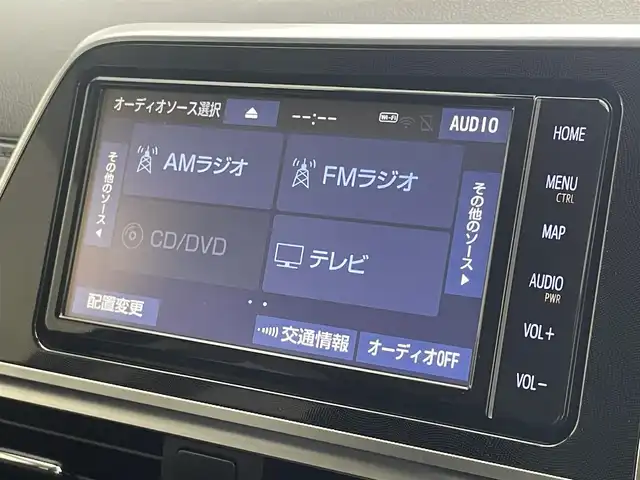 オーディオソース選択
--:--
Wi-Fi
AUDIO
その他のソース
AMラジオ
FMラジオ
その他のソース
CD/DVD
テレビ
配置変更
交通情報
オーディオOFF
HOME
MENU
CTRL
MAP
AUDIO
PWR
VOL+
VOL-